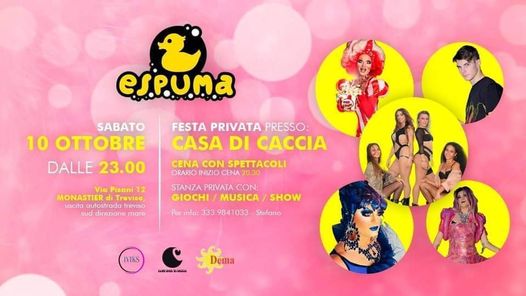 e.s.p.u.m.a
SABATO
10 OTTOBRE
DALLE 23.00
Via Pisani 12
MONASTIER di Treviso,
uscita autostrada treviso
sud direzione mare
FESTA PRIVATA PRESSO:
CASA DI CACCIA
CENA CON SPETTACOLI
ORARIO INIZIO CENA 20.30
STANZA PRIVATA CON:
GIOCHI / MUSICA / SHOW
Per info: 333 9841033 - Stefano
Dema